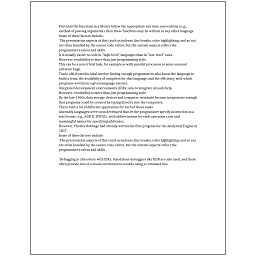 Provided the functions in a library follow the appropriate run-time conventions (e.g.,
method of passing arguments), then these functions may be written in any other language
Some of these factors include:
The presentation aspects of this (such as indents, line breaks, color highlighting, and so on)
are often handled by the source code editor, but the content aspects reflect the
programmer's talent and skills.
It is usually easier to code in "high-level" languages than in "low-level" ones.
However, readability is more than just programming style.
This can be a non-trivial task, for example as with parallel processes or some unusual
software bugs.
Trade-offs from this ideal involve finding enough programmers who know the language to
build a team, the availability of compilers for that language, and the efficiency with which
programs written in a given language execute.
Integrated development environments (IDEs) aim to integrate all such help.
However, readability is more than just programming style.
By the late 1960s, data storage devices and computer terminals became inexpensive enough
that programs could be created by typing directly into the computers.
There exist a lot of different approaches for each of those tasks.
Assembly languages were soon developed that let the programmer specify instruction in a
text format (e.g., ADD X, TOTAL), with abbreviations for each operation code and
meaningful names for specifying addresses.
However, Charles Babbage had already written his first program for the Analytical Engine in
1837.
Some of these factors include:
The presentation aspects of this (such as indents, line breaks, color highlighting, and so on)
are often handled by the source code editor, but the content aspects reflect the
programmer's talent and skills.
Debugging is often done with IDEs. Standalone debuggers like GDB are also used, and these
often provide less of a visual environment, usually using a command line.